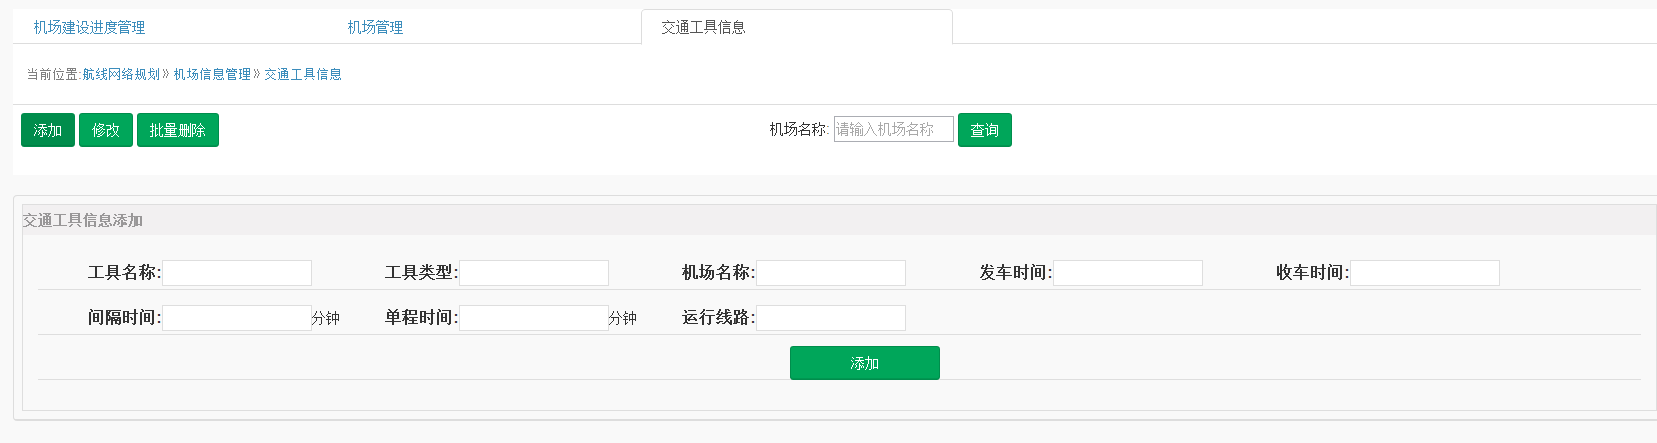 机场建设进度管理 机场管理 交通工具信息
当前位置:航线网络规划» 机场信息管理» 交通工具信息
添加 修改 批量删除 机场名称: 请输入机场名称 查询
交通工具信息添加
工具名称: 工具类型: 机场名称: 发车时间: 收车时间:
间隔时间: 分钟 单程时间: 分钟 运行线路:
添加